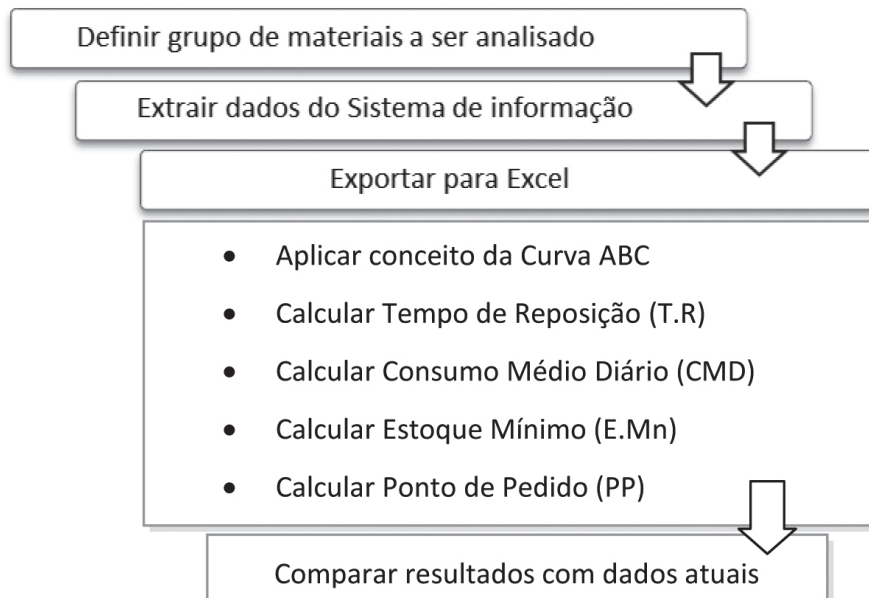 Definir grupo de materiais a ser analisado
Extrair dados do Sistema de informação
Exportar para Excel
• Aplicar conceito da Curva ABC
• Calcular Tempo de Reposição (T.R)
• Calcular Consumo Médio Diário (CMD)
• Calcular Estoque Mínimo (E.Mn)
• Calcular Ponto de Pedido (PP)
Comparar resultados com dados atuais